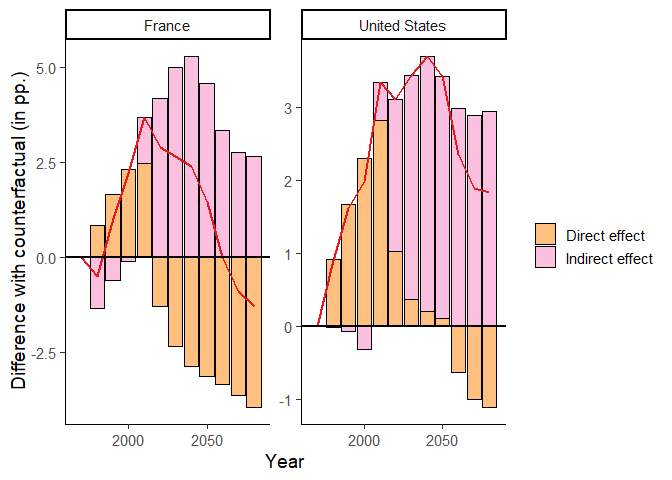 France
United States
Difference with counterfactual (in pp.)
5.0
2.5
0.0
-2.5
3
2
1
0
-1
2000
2050
2000
2050
Year
Direct effect
Indirect effect